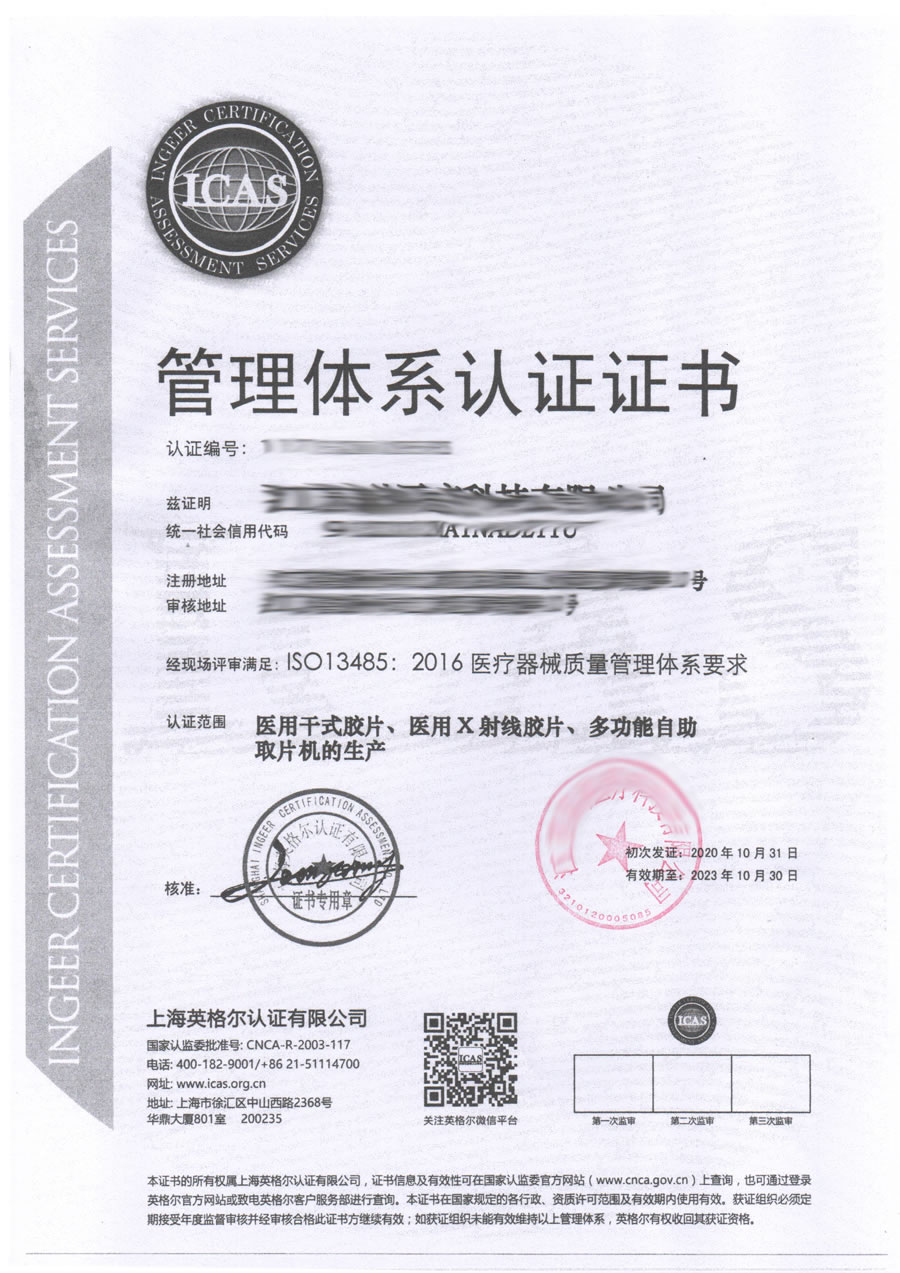 INGEER CERTIFICATION
ICAS
ASSESSMENT SERVICES
INGEER CERTIFICATION ASSESSMENT SERVICES
管理体系认证证书
认证编号：
兹证明
统一社会信用代码
注册地址 号
审核地址 号
经现场评审满足：ISO13485：2016 医疗器械质量管理体系要求
认证范围 医用干式胶片、医用 X 射线胶片、多功能自助
取片机的生产
SHANGHAI INGEER CERTIFICATION ASSESSMENT CO LTD
格尔认证有限
证书专用章
核准：
初次发证：2020 年 10 月 31 日
有效期至：2023 年 10 月 30 日
3210120005085
上海英格尔认证有限公司
国家认监委批准号: CNCA-R-2003-117
电话: 400-182-9001/+86 21-51114700
网址: www.icas.org.cn
地址: 上海市徐汇区中山西路2368号
华鼎大厦801室 200235
ICAS
关注英格尔微信平台
ICAS
第一次监审 第二次监审 第三次监审
本证书的所有权属上海英格尔认证有限公司，证书信息及有效性可在国家认监委官方网站（www.cnca.gov.cn）上查询，也可通过登录
英格尔官方网站或致电英格尔客户服务部进行查询。本证书在国家规定的各行政、资质许可范围及有效期内使用有效。获证组织必须定
期接受年度监督审核并经审核合格此证书方继续有效；如获证组织未能有效维持以上管理体系，英格尔有权收回其获证资格。